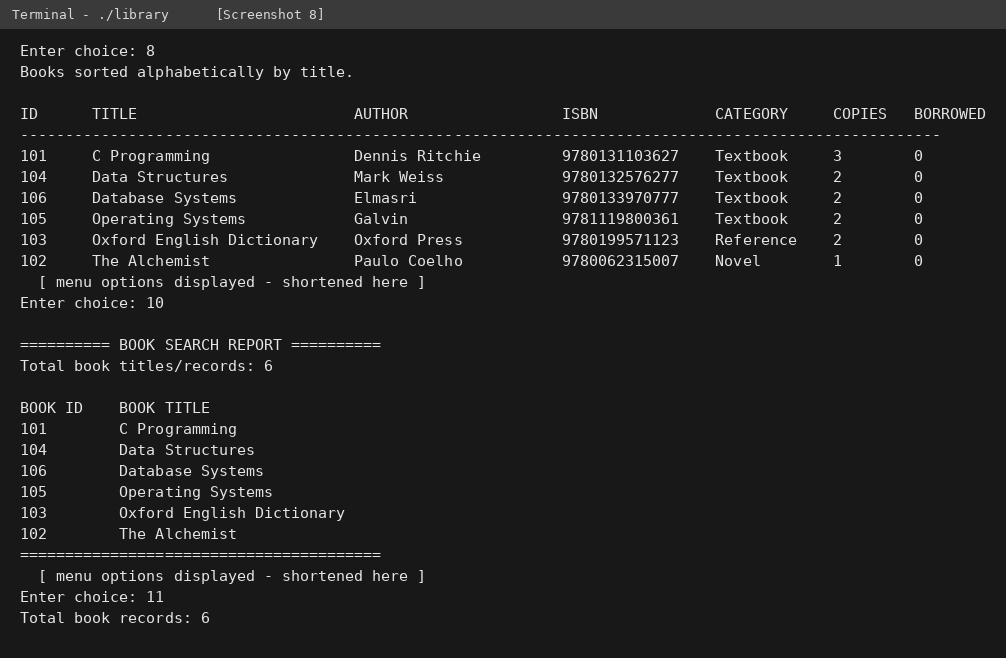 Terminal - ./library      [Screenshot 8]
Enter choice: 8
Books sorted alphabetically by title.
ID      TITLE                        AUTHOR                 ISBN             CATEGORY     COPIES   BORROWED
------------------------------------------------------------------------------------------------------
101     C Programming                Dennis Ritchie         9780131103627    Textbook     3        0
104     Data Structures              Mark Weiss             9780132576277    Textbook     2        0
106     Database Systems             Elmasri                9780133970777    Textbook     2        0
105     Operating Systems            Galvin                 9781119800361    Textbook     2        0
103     Oxford English Dictionary    Oxford Press           9780199571123    Reference    2        0
102     The Alchemist                Paulo Coelho           9780062315007    Novel        1        0
  [ menu options displayed - shortened here ]
Enter choice: 10
========== BOOK SEARCH REPORT ==========
Total book titles/records: 6
BOOK ID    BOOK TITLE
101        C Programming
104        Data Structures
106        Database Systems
105        Operating Systems
103        Oxford English Dictionary
102        The Alchemist
========================================
  [ menu options displayed - shortened here ]
Enter choice: 11
Total book records: 6